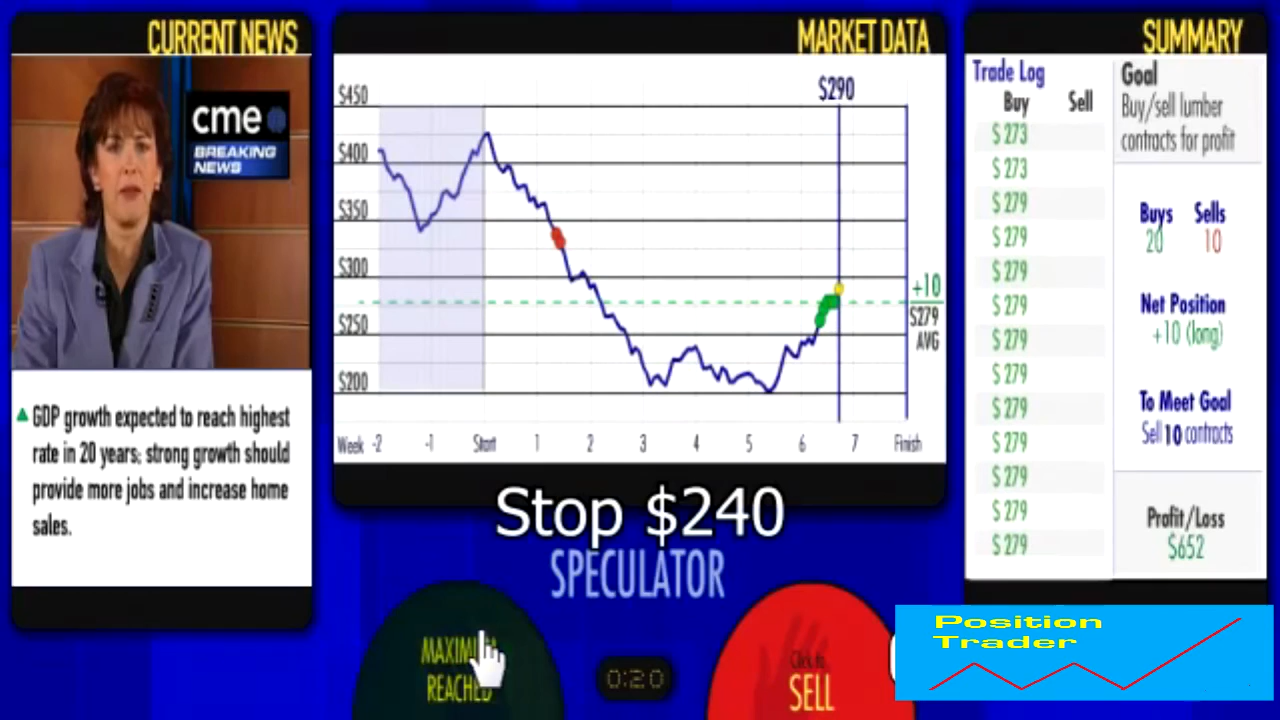 CURRENT NEWS
cme
BREAKING
NEWS
GDP growth expected to reach highest
rate in 20 years; strong growth should
provide more jobs and increase home
sales.
MARKET DATA
$290
$450
$400
$350
$300
$250
$200
+10
$279
AVG
Week -2 -1 Start 1 2 3 4 5 6 7 Finish
Stop $240
SPECULATOR
REACHED
0:20
Click to
SELL
SUMMARY
Trade Log
Buy Sell
$ 273
$ 273
$ 279
$ 279
$ 279
$ 279
$ 279
$ 279
$ 279
$ 279
$ 279
$ 279
$ 279
Goal
Buy/sell lumber
contracts for profit
Buys Sells
20 10
Net Position
+10 (long)
To Meet Goal
Sell 10 contracts
Profit/Loss
$652
Position
Trader